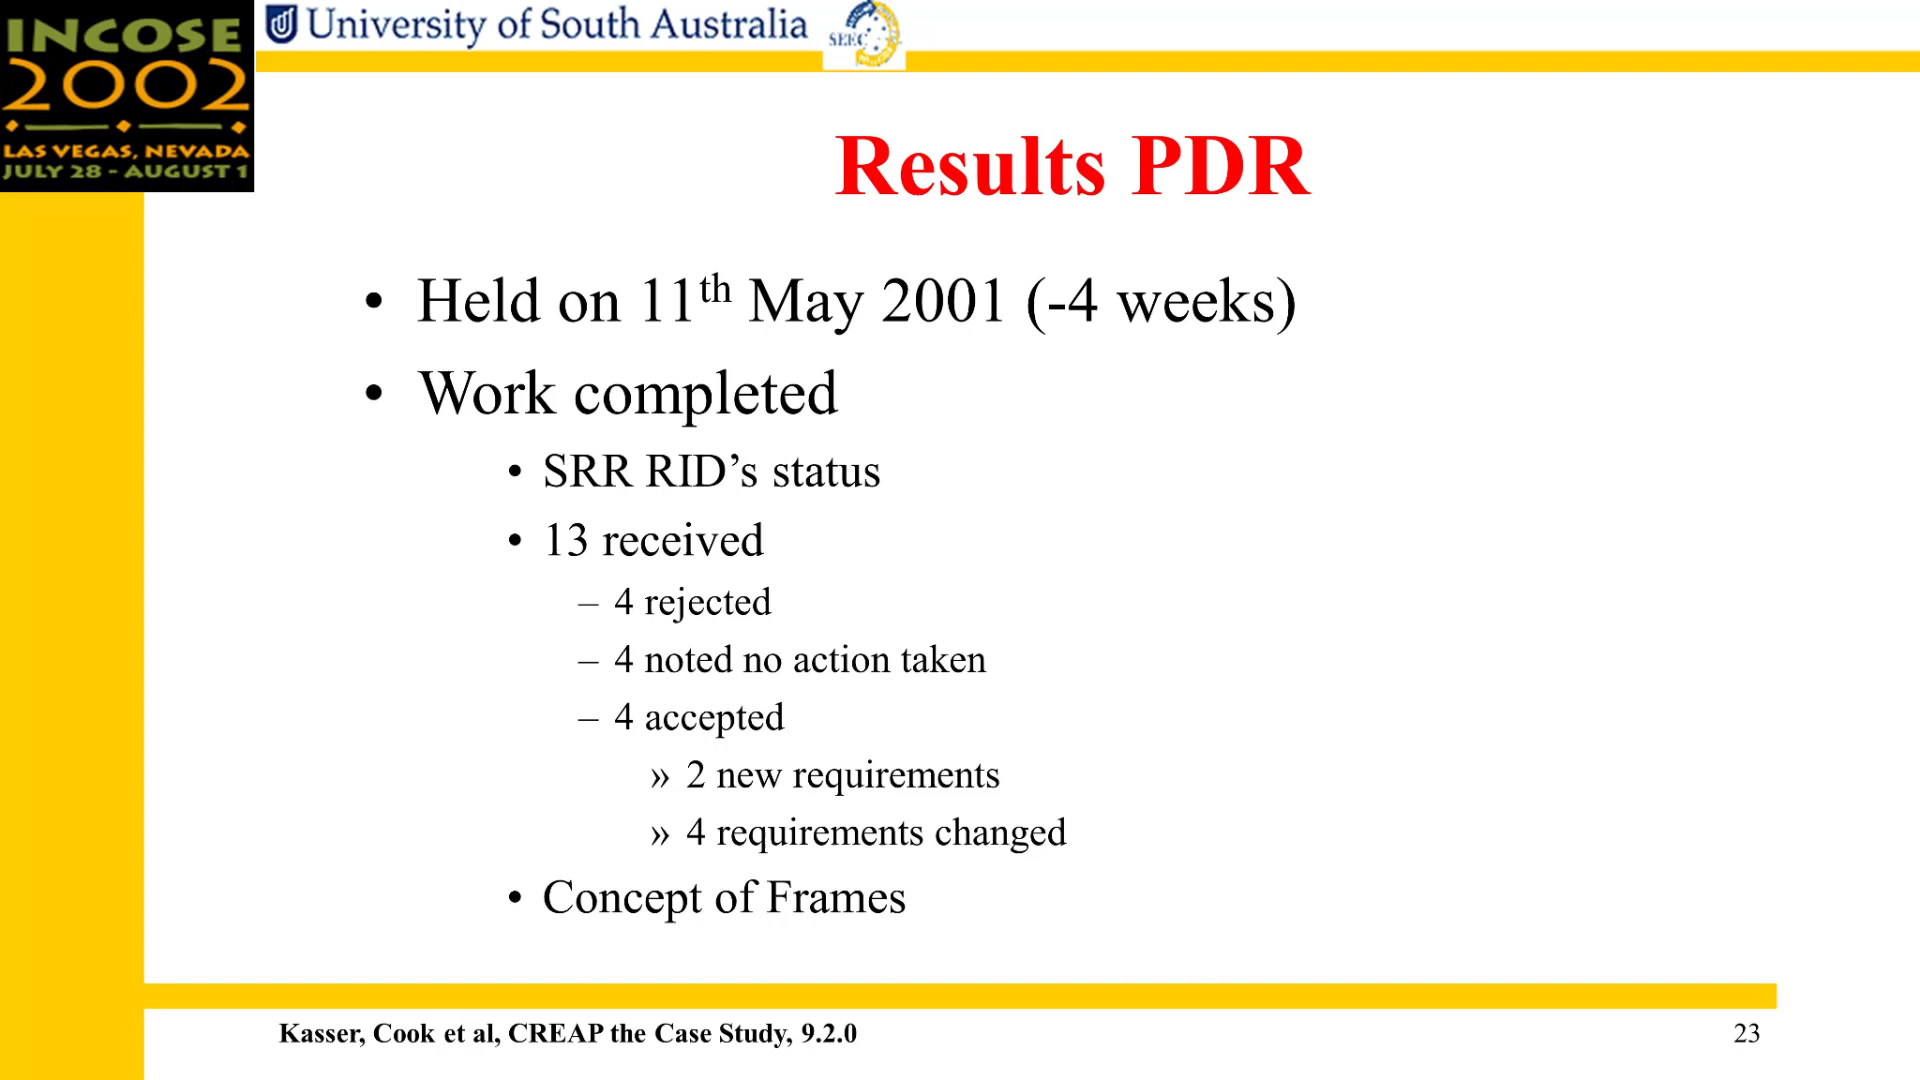 INCOSE
2002
LAS VEGAS, NEVADA
JULY 28 - AUGUST 1
University of South Australia
SEEC
Results PDR
• Held on 11th May 2001 (-4 weeks)
• Work completed
• SRR RID’s status
• 13 received
– 4 rejected
– 4 noted no action taken
– 4 accepted
» 2 new requirements
» 4 requirements changed
• Concept of Frames
Kasser, Cook et al, CREAP the Case Study, 9.2.0
23